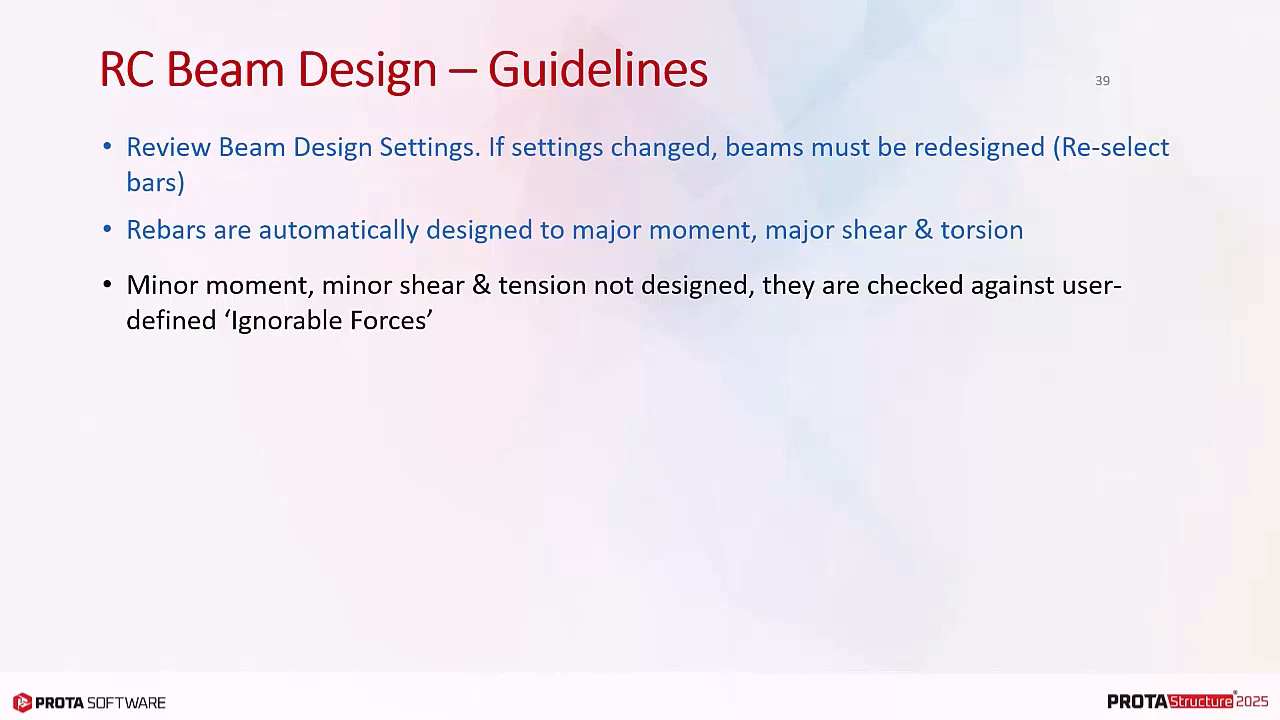 RC Beam Design – Guidelines
39
• Review Beam Design Settings. If settings changed, beams must be redesigned (Re-select
bars)
• Rebars are automatically designed to major moment, major shear & torsion
• Minor moment, minor shear & tension not designed, they are checked against user-
defined ‘Ignorable Forces’
PROTA SOFTWARE
PROTAStructure® 2025